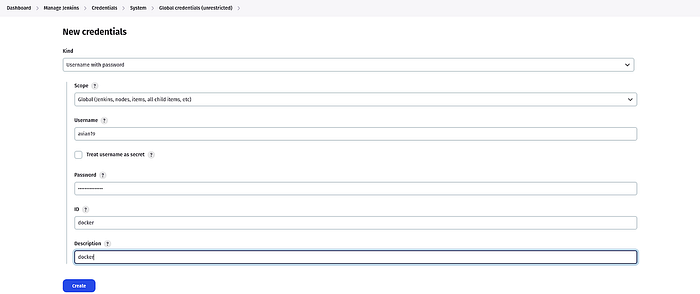 Dashboard > Manage Jenkins > Credentials > System > Global credentials (unrestricted) >
New credentials
Kind
Username with password
Scope ?
Global (Jenkins, nodes, items, all child items, etc)
Username ?
avian19
Treat username as secret ?
Password ?
ID ?
docker
Description ?
docker
Create